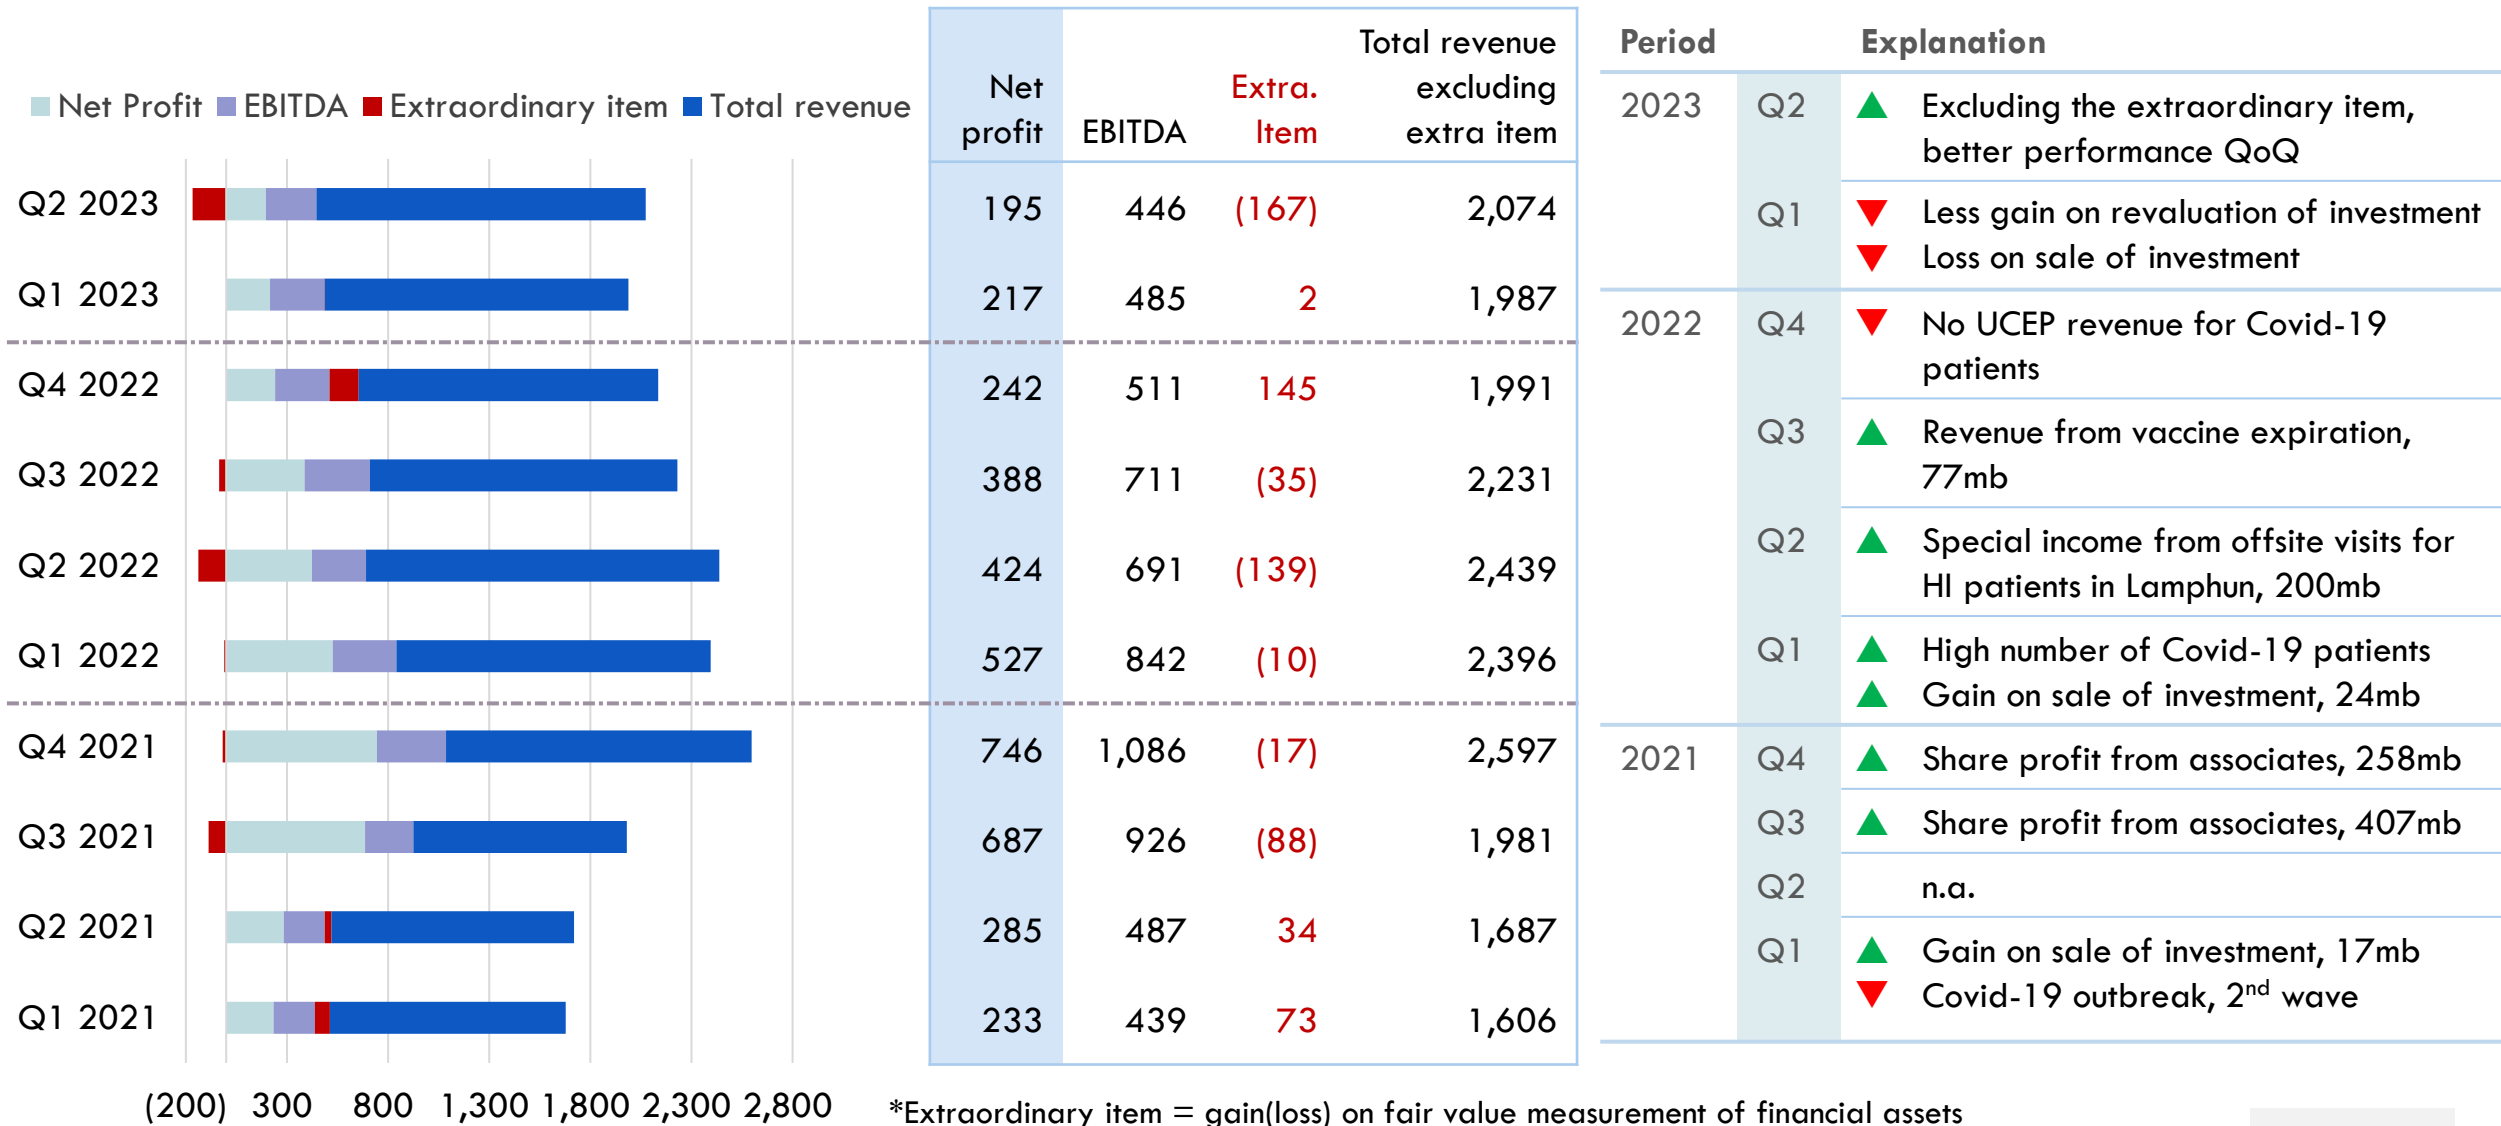 Net Profit EBITDA Extraordinary item Total revenue
Q2 2023
Q1 2023
Q4 2022
Q3 2022
Q2 2022
Q1 2022
Q4 2021
Q3 2021
Q2 2021
Q1 2021
(200) 300 800 1,300 1,800 2,300 2,800
Net profit EBITDA Extra. Item Total revenue excluding extra item
195 446 (167) 2,074
217 485 2 1,987
242 511 145 1,991
388 711 (35) 2,231
424 691 (139) 2,439
527 842 (10) 2,396
746 1,086 (17) 2,597
687 926 (88) 1,981
285 487 34 1,687
233 439 73 1,606
*Extraordinary item = gain(loss) on fair value measurement of financial assets
Period Explanation
2023 Q2 ▲ Excluding the extraordinary item,
better performance QoQ
Q1 ▼ Less gain on revaluation of investment
▼ Loss on sale of investment
2022 Q4 ▼ No UCEP revenue for Covid-19
patients
Q3 ▲ Revenue from vaccine expiration,
77mb
Q2 ▲ Special income from offsite visits for
HI patients in Lamphun, 200mb
Q1 ▲ High number of Covid-19 patients
▲ Gain on sale of investment, 24mb
2021 Q4 ▲ Share profit from associates, 258mb
Q3 ▲ Share profit from associates, 407mb
Q2 n.a.
Q1 ▲ Gain on sale of investment, 17mb
▼ Covid-19 outbreak, 2nd wave